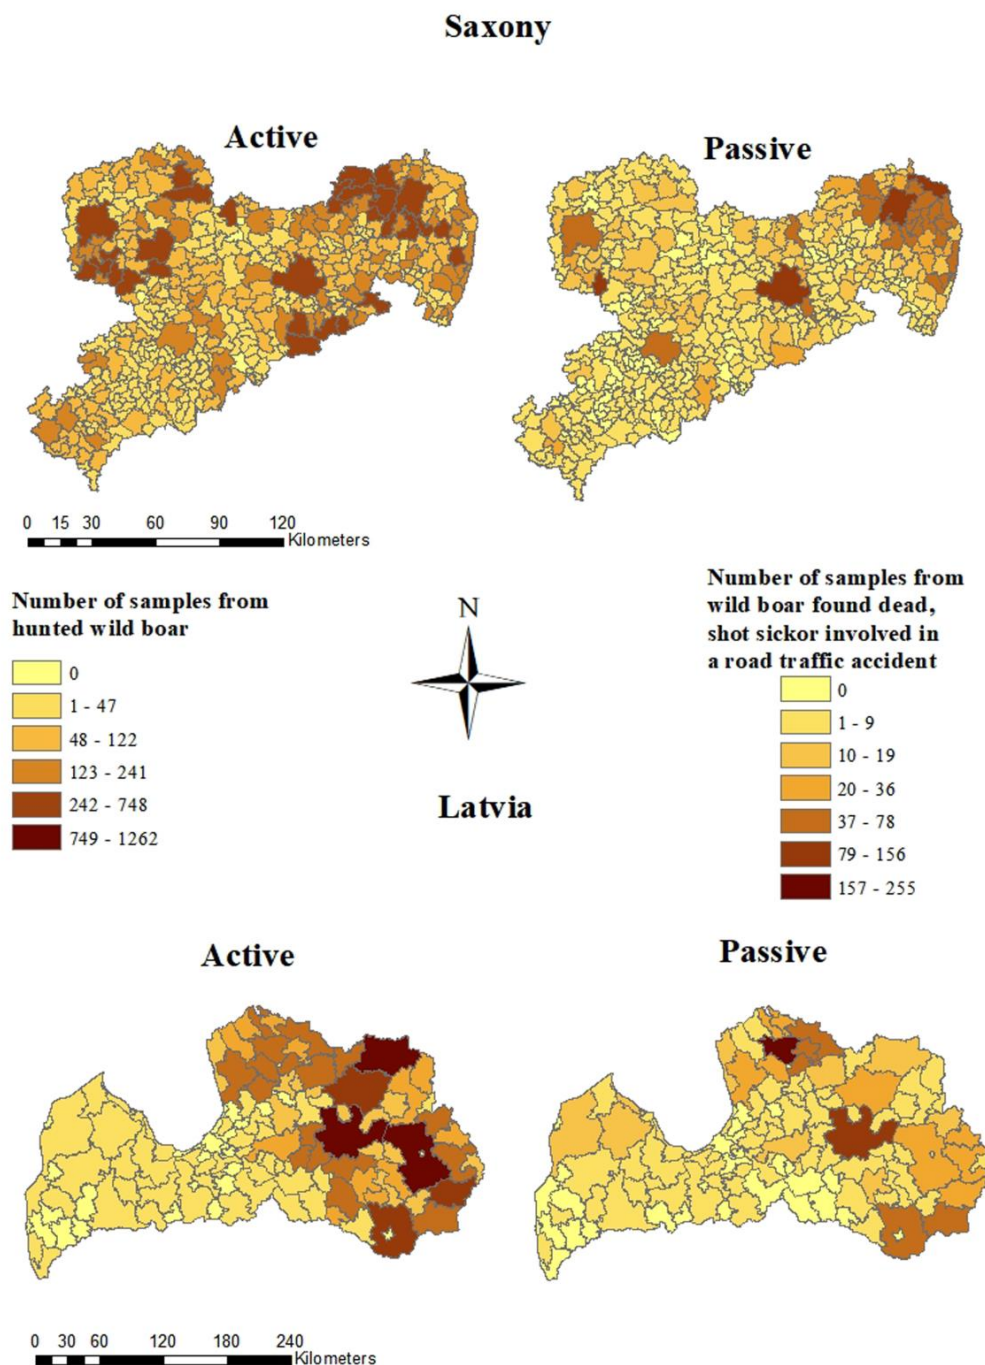 Saxony
Active
Passive
0 15 30 60 90 120
Kilometers
Number of samples from
hunted wild boar
0
1 - 47
48 - 122
123 - 241
242 - 748
749 - 1262
N
Number of samples from
wild boar found dead,
shot sickor involved in
a road traffic accident
0
1 - 9
10 - 19
20 - 36
37 - 78
79 - 156
157 - 255
Latvia
Active
Passive
0 30 60 120 180 240
Kilometers